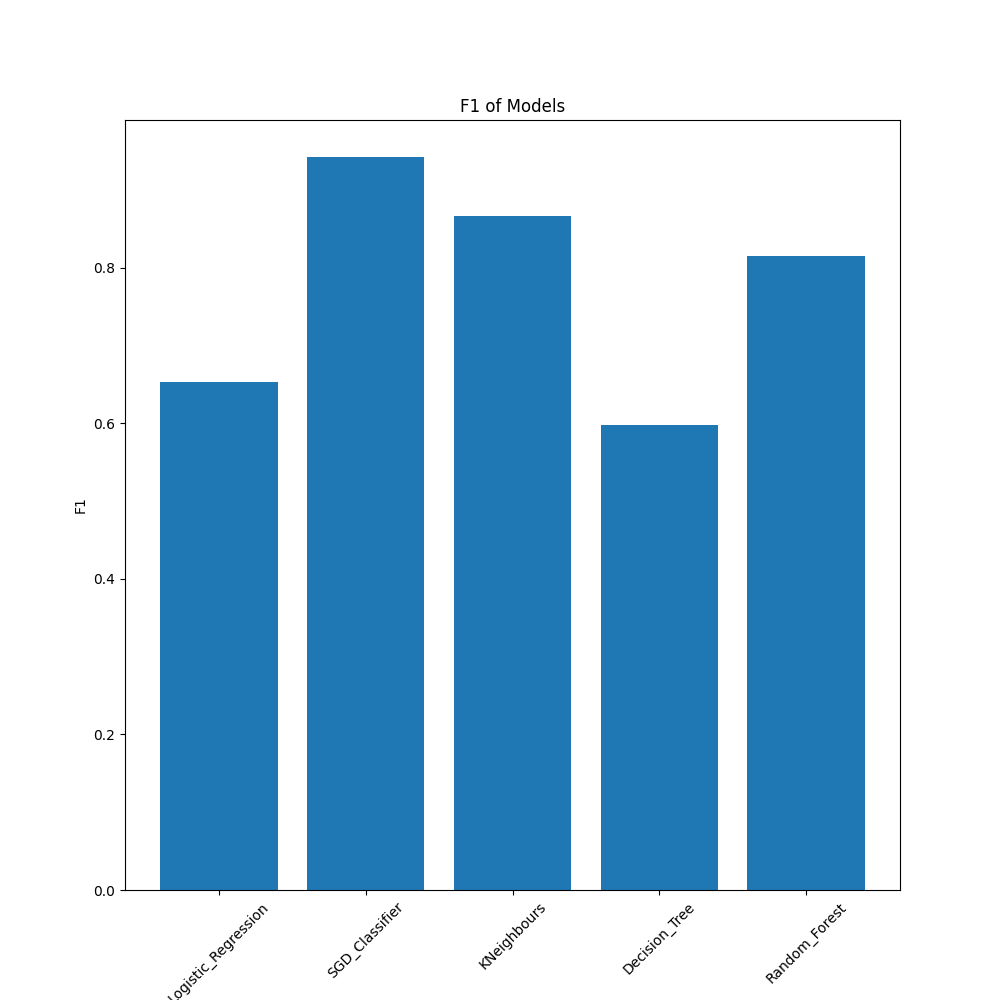 F1 of Models
F1
0.8
0.6
0.4
0.2
0.0
Logistic_Regression
SGD_Classifier
KNeighbours
Decision_Tree
Random_Forest